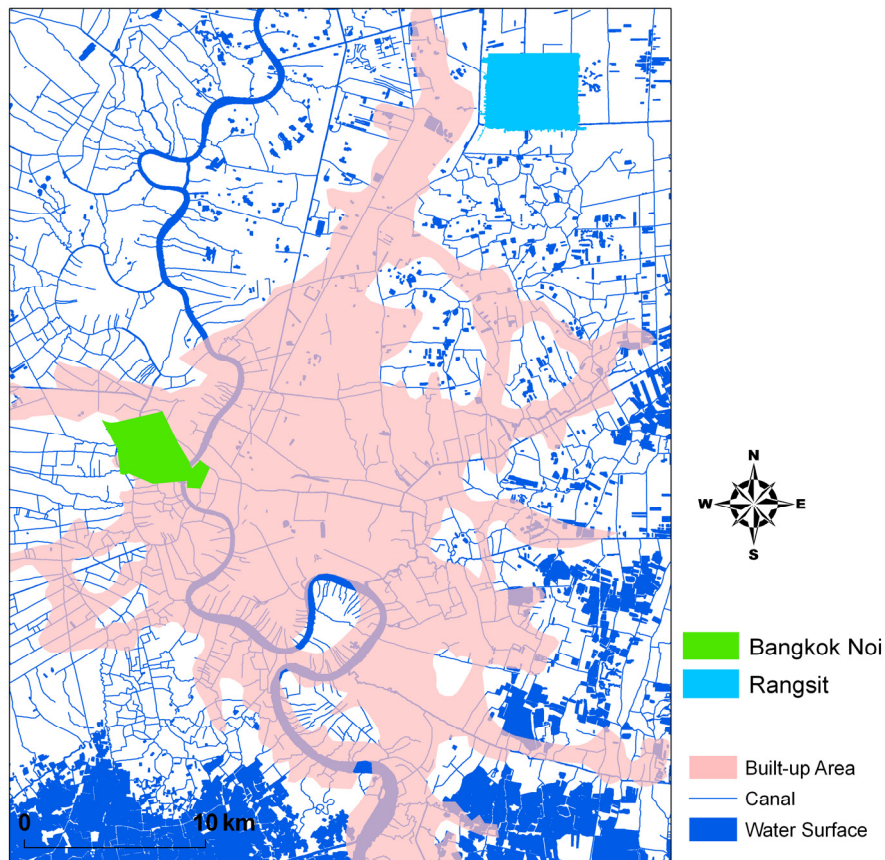 N
W E
S
Bangkok Noi
Rangsit
Built-up Area
Canal
Water Surface
0 10 km